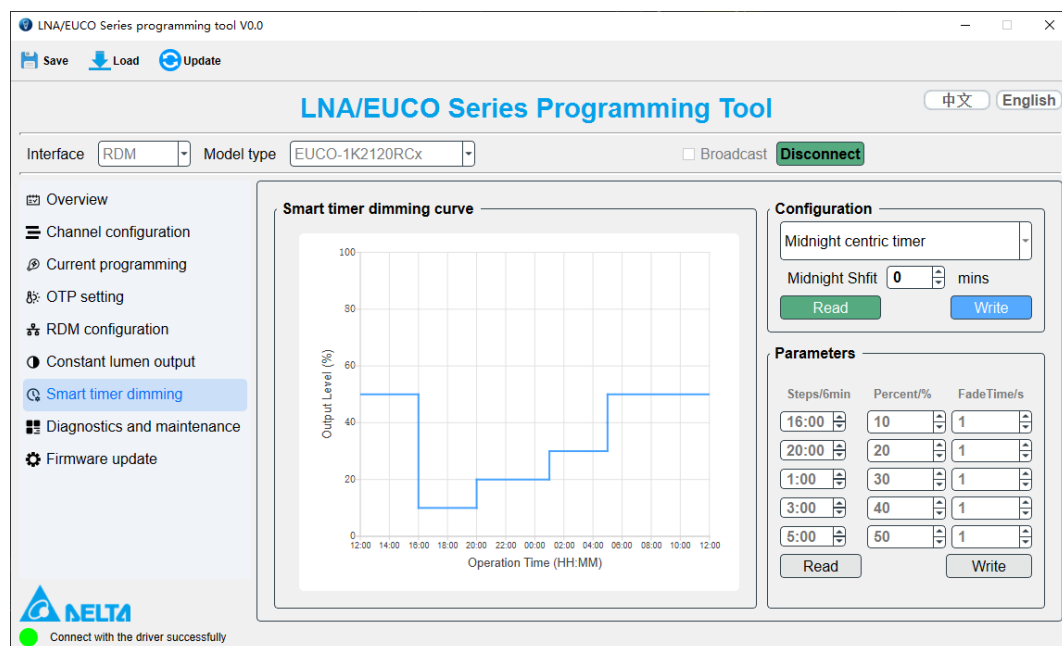 LNA/EUCO Series programming tool V0.0
Save Load Update
LNA/EUCO Series Programming Tool
中文 English
Interface RDM Model type EUCO-1K2120RCx Broadcast Disconnect
Overview
Channel configuration
Current programming
OTP setting
RDM configuration
Constant lumen output
Smart timer dimming
Diagnostics and maintenance
Firmware update
Smart timer dimming curve
100
80
60
40
20
0
Output Level (%)
12:00 14:00 16:00 18:00 20:00 22:00 00:00 02:00 04:00 06:00 08:00 10:00 12:00
Operation Time (HH:MM)
Configuration
Midnight centric timer
Midnight Shfit 0 mins
Read Write
Parameters
Steps/6min Percent/% FadeTime/s
16:00 10 1
20:00 20 1
1:00 30 1
3:00 40 1
5:00 50 1
Read Write
DELTA
Connect with the driver successfully